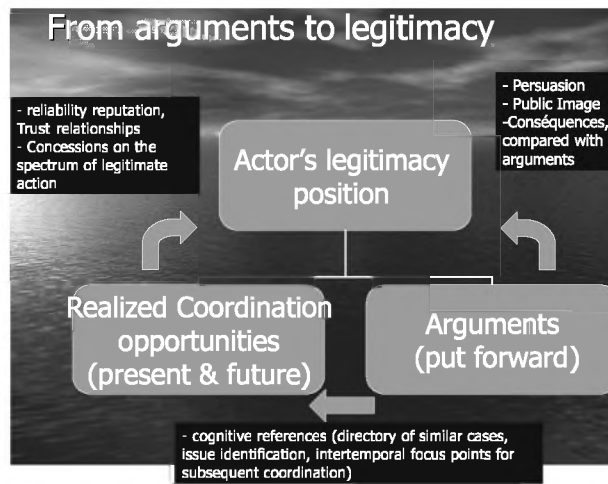 From arguments to legitimacy
- reliability reputation,
Trust relationships
- Concessions on the
spectrum of legitimate
action
- Persuasion
- Public Image
-Conséquences,
compared with
arguments
Actor's legitimacy
position
Realized Coordination
opportunities
(present & future)
Arguments
(put forward)
- cognitive references (directory of similar cases,
issue identification, intertemporal focus points for
subsequent coordination)